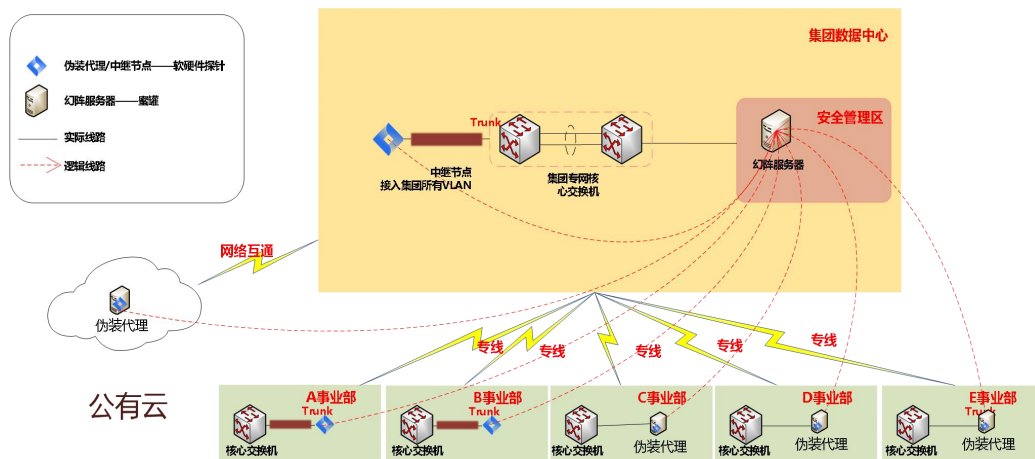 集团数据中心
伪装代理/中继节点——软硬件探针
幻阵服务器——蜜罐
实际线路
逻辑线路
安全管理区
Trunk
幻阵服务器
中继节点
接入集团所有VLAN
集团专网核
心交换机
网络互通
伪装代理
公有云
专线
专线
专线
专线
专线
A事业部
Trunk
核心交换机
B事业部
Trunk
核心交换机
C事业部
核心交换机
伪装代理
D事业部
核心交换机
伪装代理
E事业部
Trunk
核心交换机
伪装代理